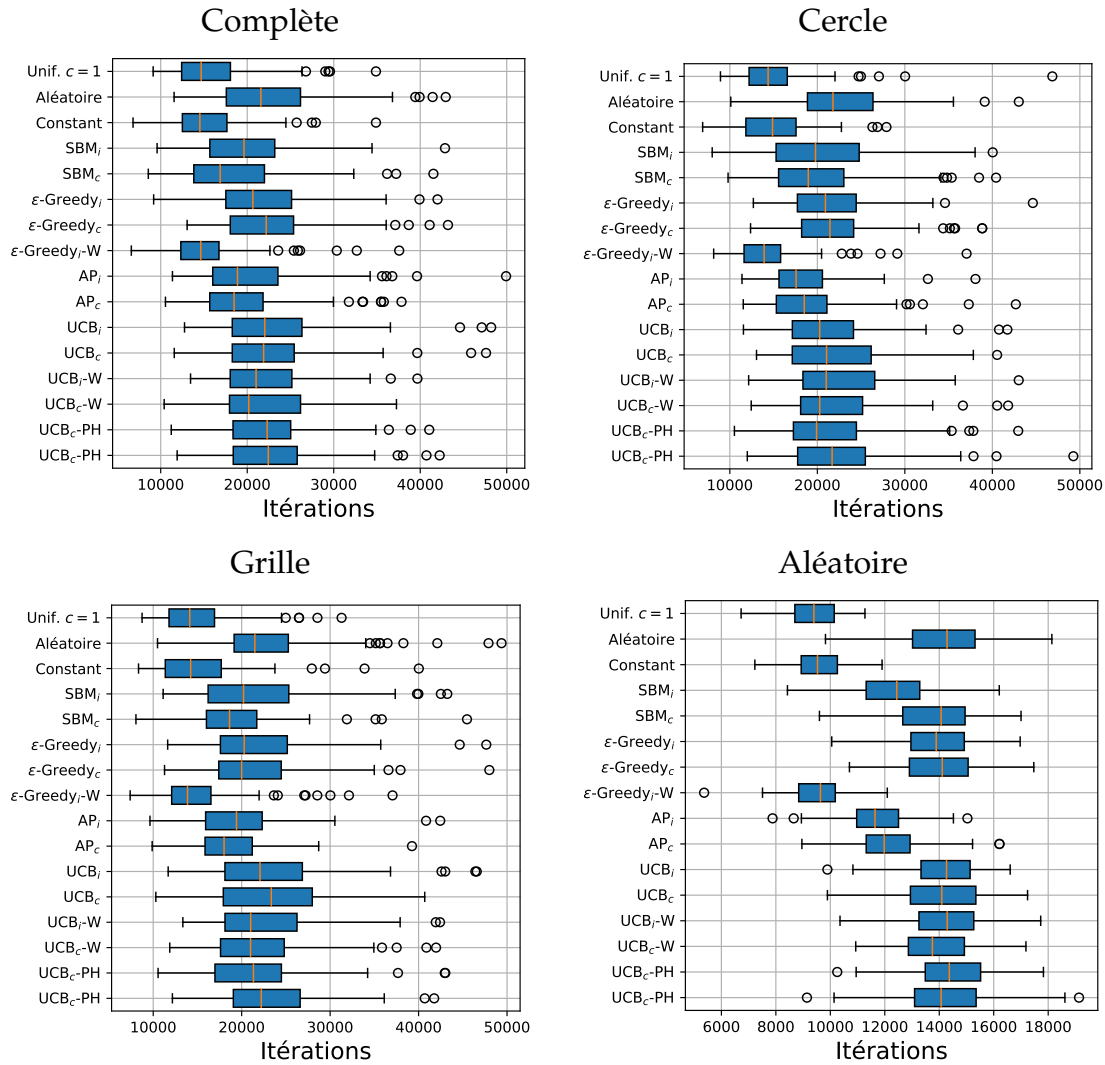 Complète
Unif. c = 1
Aléatoire
Constant
SBM_i
SBM_c
ε-Greedy_i
ε-Greedy_c
ε-Greedy_i-W
AP_i
AP_c
UCB_i
UCB_c
UCB_i-W
UCB_c-W
UCB_c-PH
UCB_c-PH
10000 20000 30000 40000 50000
Itérations
Cercle
Unif. c = 1
Aléatoire
Constant
SBM_i
SBM_c
ε-Greedy_i
ε-Greedy_c
ε-Greedy_i-W
AP_i
AP_c
UCB_i
UCB_c
UCB_i-W
UCB_c-W
UCB_c-PH
UCB_c-PH
10000 20000 30000 40000 50000
Itérations
Grille
Unif. c = 1
Aléatoire
Constant
SBM_i
SBM_c
ε-Greedy_i
ε-Greedy_c
ε-Greedy_i-W
AP_i
AP_c
UCB_i
UCB_c
UCB_i-W
UCB_c-W
UCB_c-PH
UCB_c-PH
10000 20000 30000 40000 50000
Itérations
Aléatoire
Unif. c = 1
Aléatoire
Constant
SBM_i
SBM_c
ε-Greedy_i
ε-Greedy_c
ε-Greedy_i-W
AP_i
AP_c
UCB_i
UCB_c
UCB_i-W
UCB_c-W
UCB_c-PH
UCB_c-PH
6000 8000 10000 12000 14000 16000 18000
Itérations